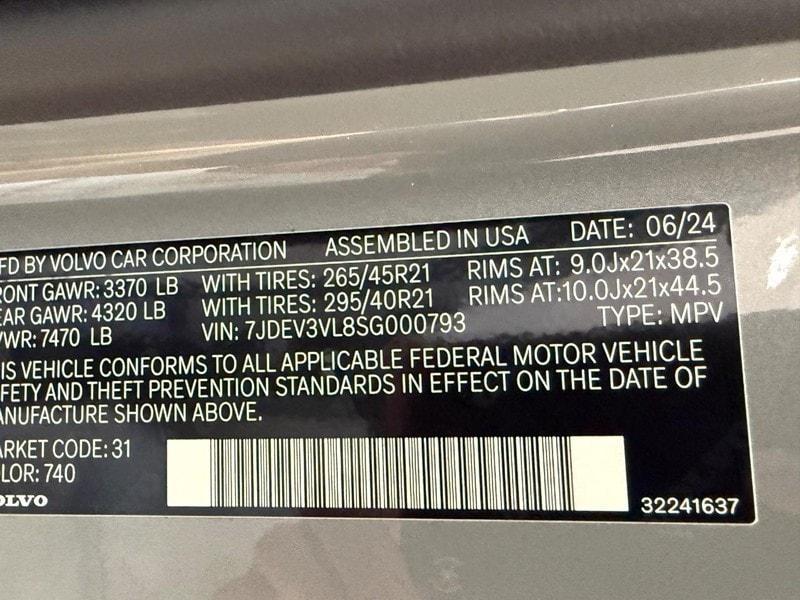 FD BY VOLVO CAR CORPORATION ASSEMBLED IN USA DATE: 06/24
RONT GAWR: 3370 LB WITH TIRES: 265/45R21 RIMS AT: 9.0Jx21x38.5
EAR GAWR: 4320 LB WITH TIRES: 295/40R21 RIMS AT:10.0Jx21x44.5
VWR: 7470 LB VIN: 7JDEV3VL8SG000793 TYPE: MPV
IS VEHICLE CONFORMS TO ALL APPLICABLE FEDERAL MOTOR VEHICLE
FETY AND THEFT PREVENTION STANDARDS IN EFFECT ON THE DATE OF
ANUFACTURE SHOWN ABOVE.
ARKET CODE: 31
LOR: 740
OLVO
32241637